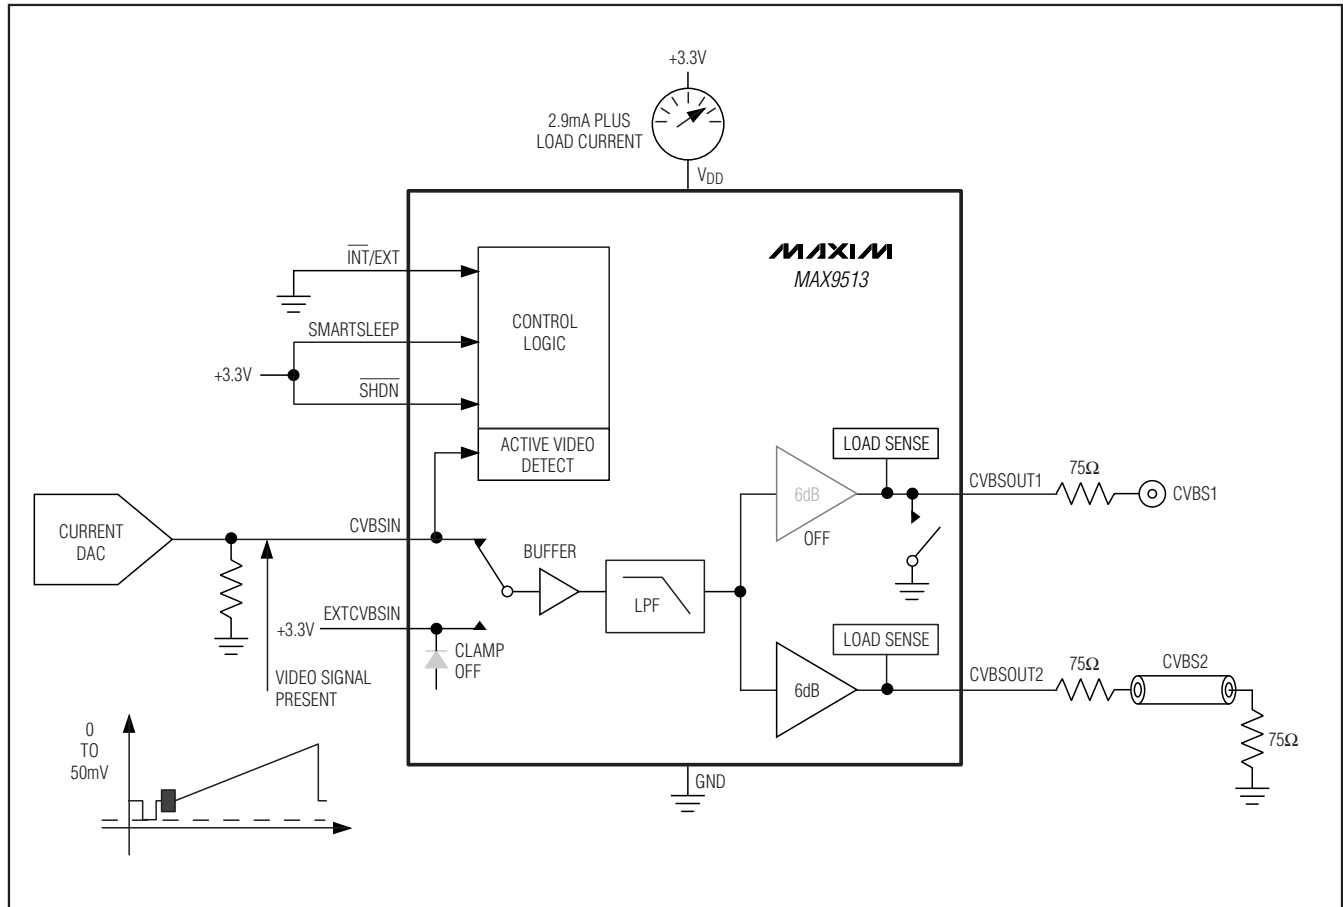 +3.3V
2.9mA PLUS
LOAD CURRENT
VDD
INT/EXT
MAXIM
MAX9513
SMARTSLEEP
CONTROL
LOGIC
+3.3V
SHDN
ACTIVE VIDEO
DETECT
LOAD SENSE
75Ω
CVBSOUT1
6dB
CVBS1
OFF
CURRENT
DAC
CVBSIN
BUFFER
LPF
EXTCVBSIN
+3.3V
CLAMP
OFF
LOAD SENSE
75Ω
CVBS2
CVBSOUT2
6dB
VIDEO SIGNAL
PRESENT
75Ω
0
TO
50mV
GND